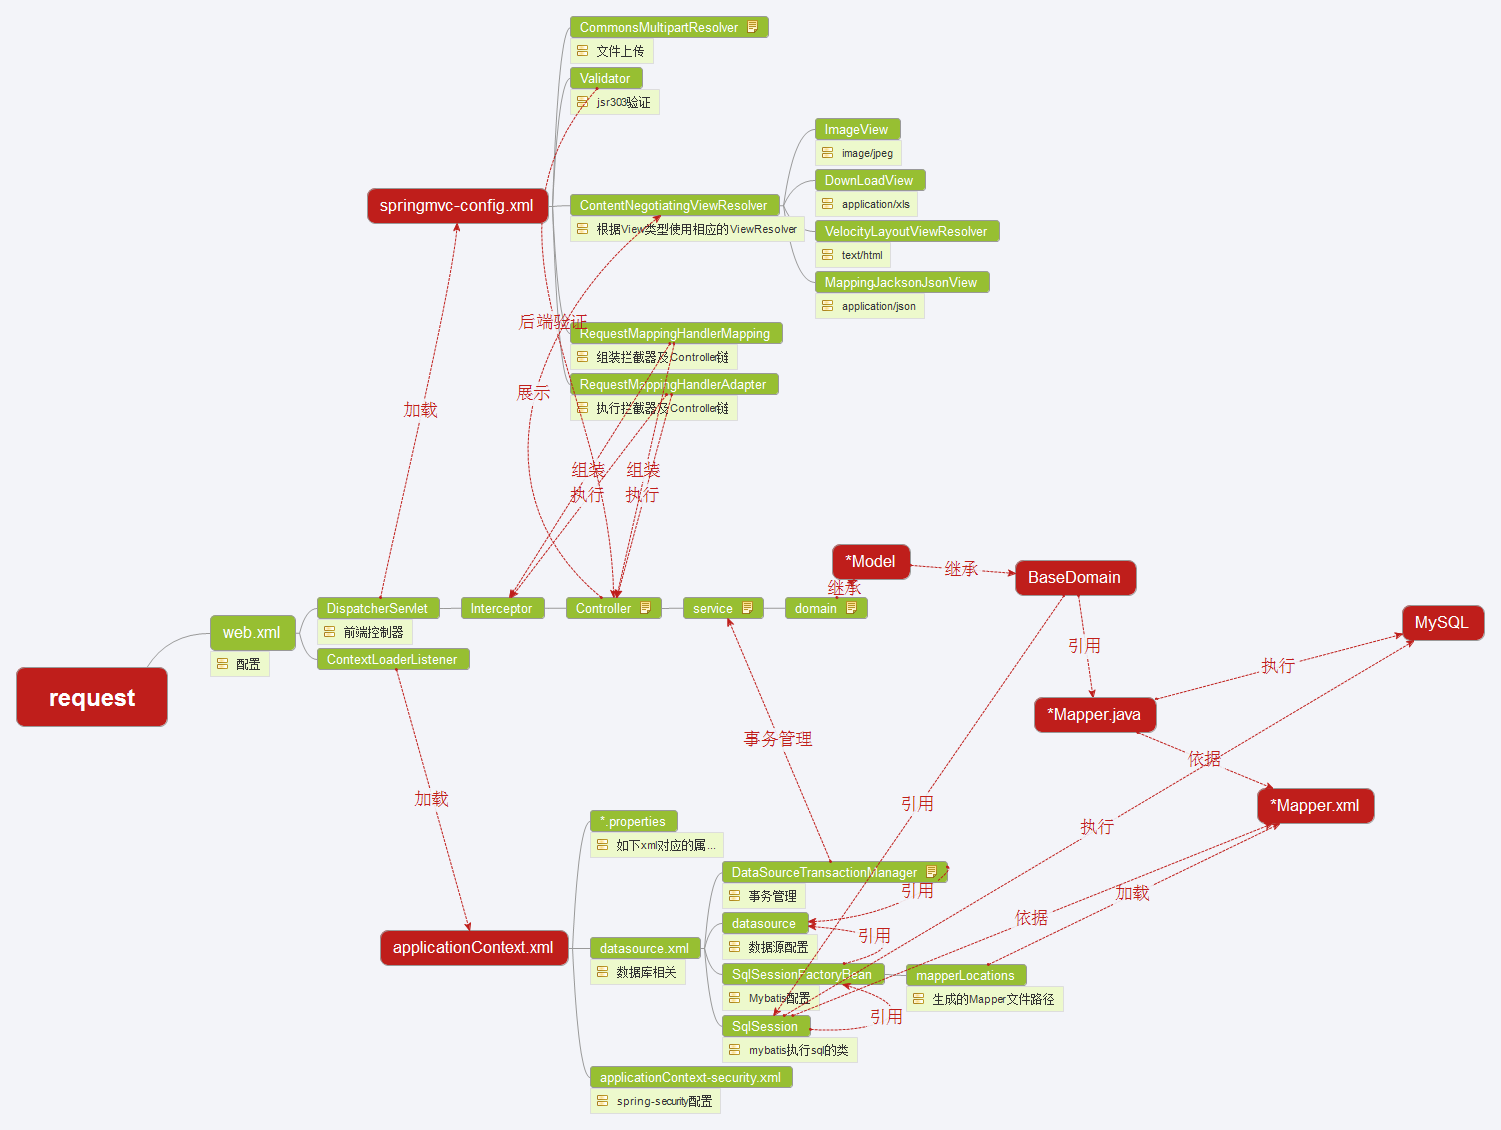 CommonsMultipartResolver
文件上传
Validator
jsr303验证
ImageView
image/jpeg
DownLoadView
application/xls
springmvc-config.xml
ContentNegotiatingViewResolver
根据View类型使用相应的ViewResolver
VelocityLayoutViewResolver
text/html
MappingJacksonJsonView
application/json
后端验证
RequestMappingHandlerMapping
组装拦截器及Controller链
RequestMappingHandlerAdapter
执行拦截器及Controller链
展示
加载
组装
组装
执行
执行
*Model
继承
BaseDomain
继承
DispatcherServlet
前端控制器
Interceptor
Controller
service
domain
web.xml
配置
ContextLoaderListener
request
MySQL
引用
执行
*Mapper.java
事务管理
依据
加载
引用
*Mapper.xml
执行
*.properties
如下xml对应的属...
DataSourceTransactionManager
事务管理
引用
加载
datasource
数据源配置
引用
依据
applicationContext.xml
datasource.xml
数据库相关
SqlSessionFactoryBean
Mybatis配置
mapperLocations
生成的Mapper文件路径
引用
SqlSession
mybatis执行sql的类
applicationContext-security.xml
spring-security配置